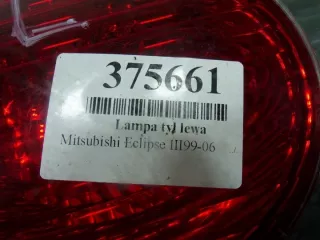 375661
Lampa tył lewa
Mitsubishi Eclipse III99-06